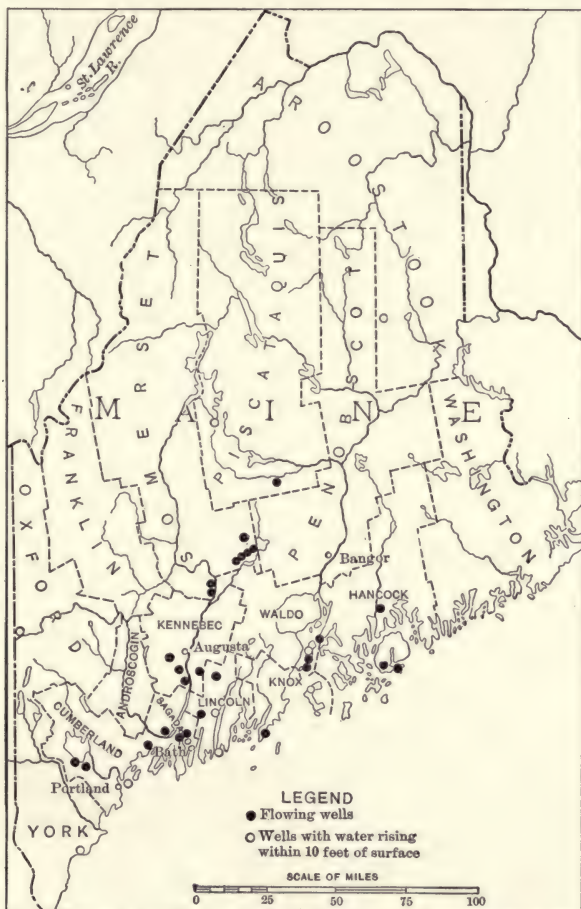 St. Lawrence
R.
AROOSTOOK
PISCATAQUIS
PENOBSCOT
SOMERSET
FRANKLIN
MAINE
WASHINGTON
OXFORD
Bangor
HANCOCK
WALDO
KENNEBEC
Augusta
KNOX
ANDROSCOGIN
LINCOLN
SAGAD
CUMBERLAND
Bath
Portland
YORK
LEGEND
Flowing wells
Wells with water rising
within 10 feet of surface
SCALE OF MILES
0 25 50 75 100